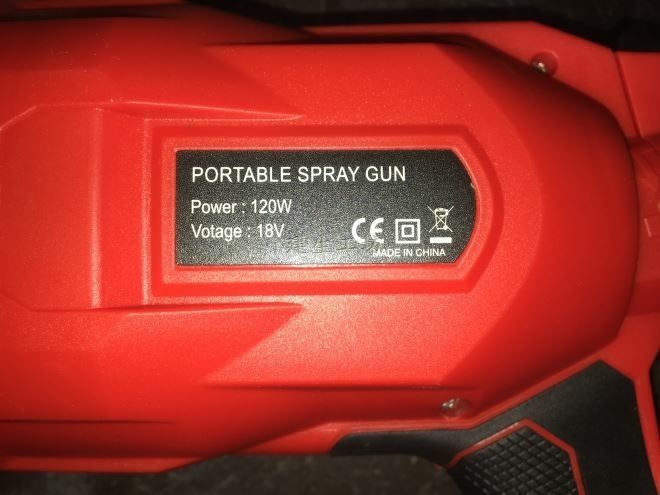 PORTABLE SPRAY GUN
Power : 120W
Votage : 18V
CE
MADE IN CHINA